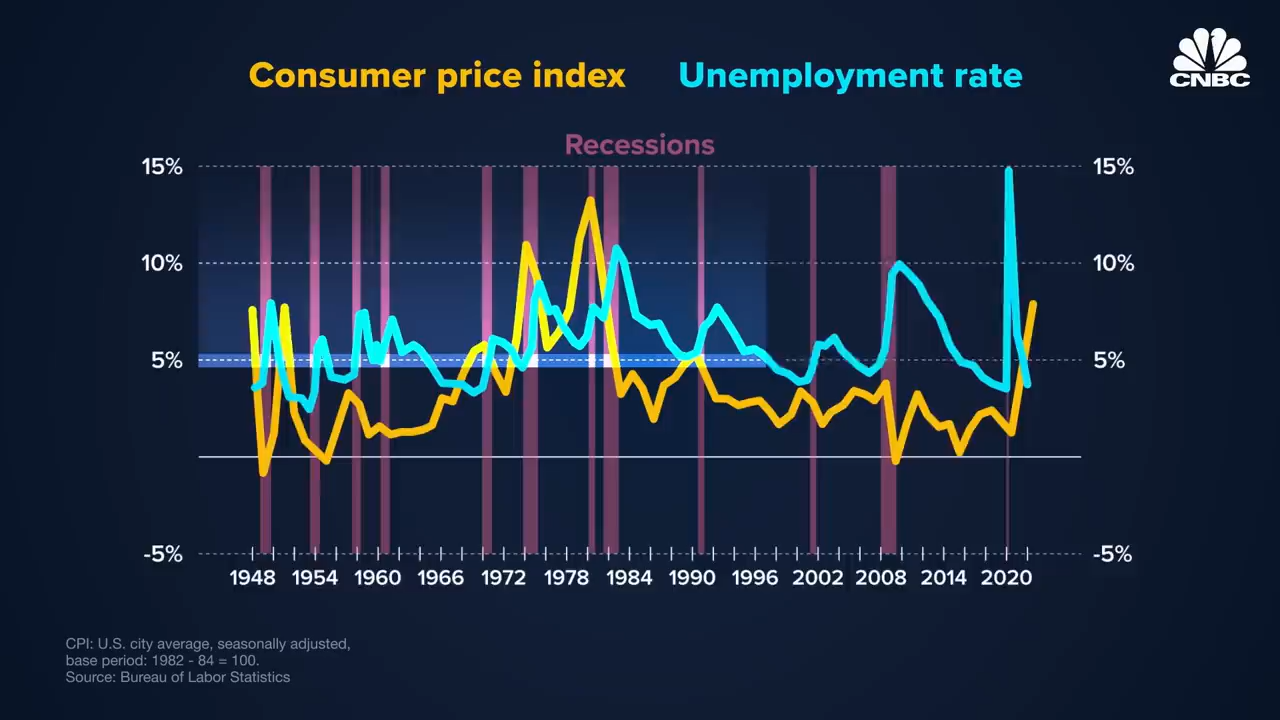 CNBC
Consumer price index Unemployment rate
Recessions
15% 15%
10% 10%
5% 5%
-5% -5%
1948 1954 1960 1966 1972 1978 1984 1990 1996 2002 2008 2014 2020
CPI: U.S. city average, seasonally adjusted,
base period: 1982 - 84 = 100.
Source: Bureau of Labor Statistics